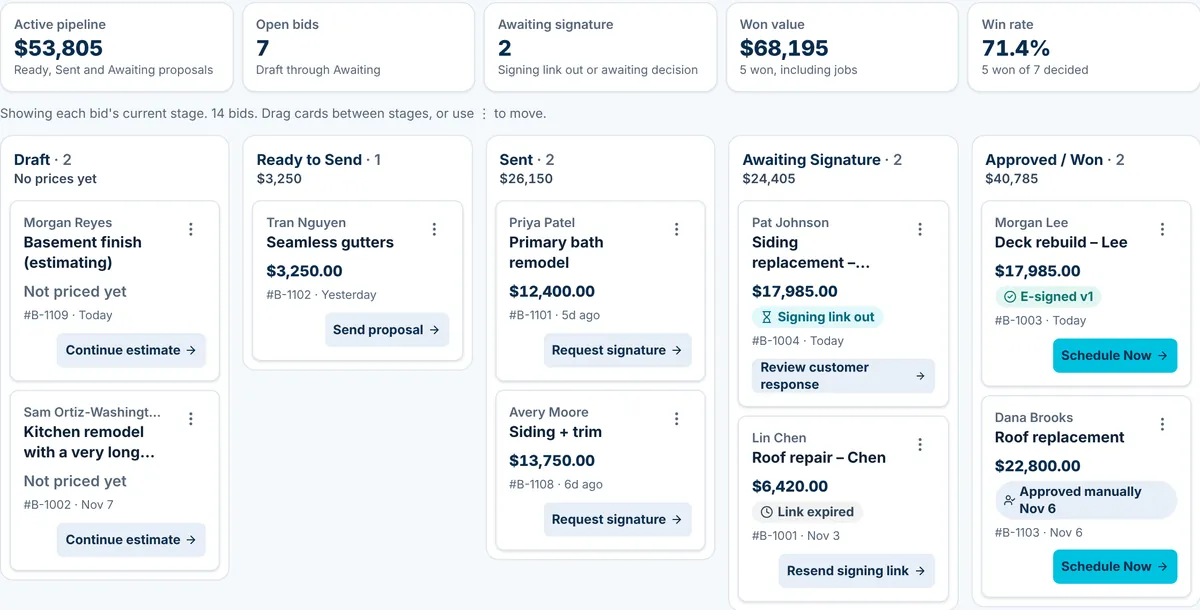 Active pipeline
$53,805
Ready, Sent and Awaiting proposals
Open bids
7
Draft through Awaiting
Awaiting signature
2
Signing link out or awaiting decision
Won value
$68,195
5 won, including jobs
Win rate
71.4%
5 won of 7 decided
Showing each bid's current stage. 14 bids. Drag cards between stages, or use ⋮ to move.
Draft · 2
No prices yet
Morgan Reyes
Basement finish
(estimating)
Not priced yet
#B-1109 · Today
Continue estimate →
Sam Ortiz-Washingt...
Kitchen remodel
with a very long...
Not priced yet
#B-1002 · Nov 7
Continue estimate →
Ready to Send · 1
$3,250
Tran Nguyen
Seamless gutters
$3,250.00
#B-1102 · Yesterday
Send proposal →
Sent · 2
$26,150
Priya Patel
Primary bath
remodel
$12,400.00
#B-1101 · 5d ago
Request signature →
Avery Moore
Siding + trim
$13,750.00
#B-1108 · 6d ago
Request signature →
Awaiting Signature · 2
$24,405
Pat Johnson
Siding
replacement –...
$17,985.00
Signing link out
#B-1004 · Today
Review customer
response →
Lin Chen
Roof repair – Chen
$6,420.00
Link expired
#B-1001 · Nov 3
Resend signing link →
Approved / Won · 2
$40,785
Morgan Lee
Deck rebuild – Lee
$17,985.00
E-signed v1
#B-1003 · Today
Schedule Now →
Dana Brooks
Roof replacement
$22,800.00
Approved manually
Nov 6
#B-1103 · Nov 6
Schedule Now →